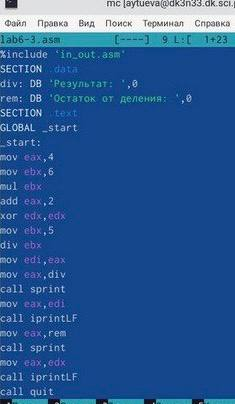 mc [aytueva@dk3n33.dk.sci.
Файл Правка Вид Поиск Терминал Справка
lab6-3.asm [----] 9 L:[ 1+23
%include 'in_out.asm'
SECTION .data
div: DB 'Результат: ',0
rem: DB 'Остаток от деления: ',0
SECTION .text
GLOBAL _start
_start:
mov eax,4
mov ebx,6
mul ebx
add eax,2
xor edx,edx
mov ebx,5
div ebx
mov edi,eax
mov eax,div
call sprint
mov eax,edi
call iprintLF
mov eax,rem
call sprint
mov eax,edx
call iprintLF
call quit